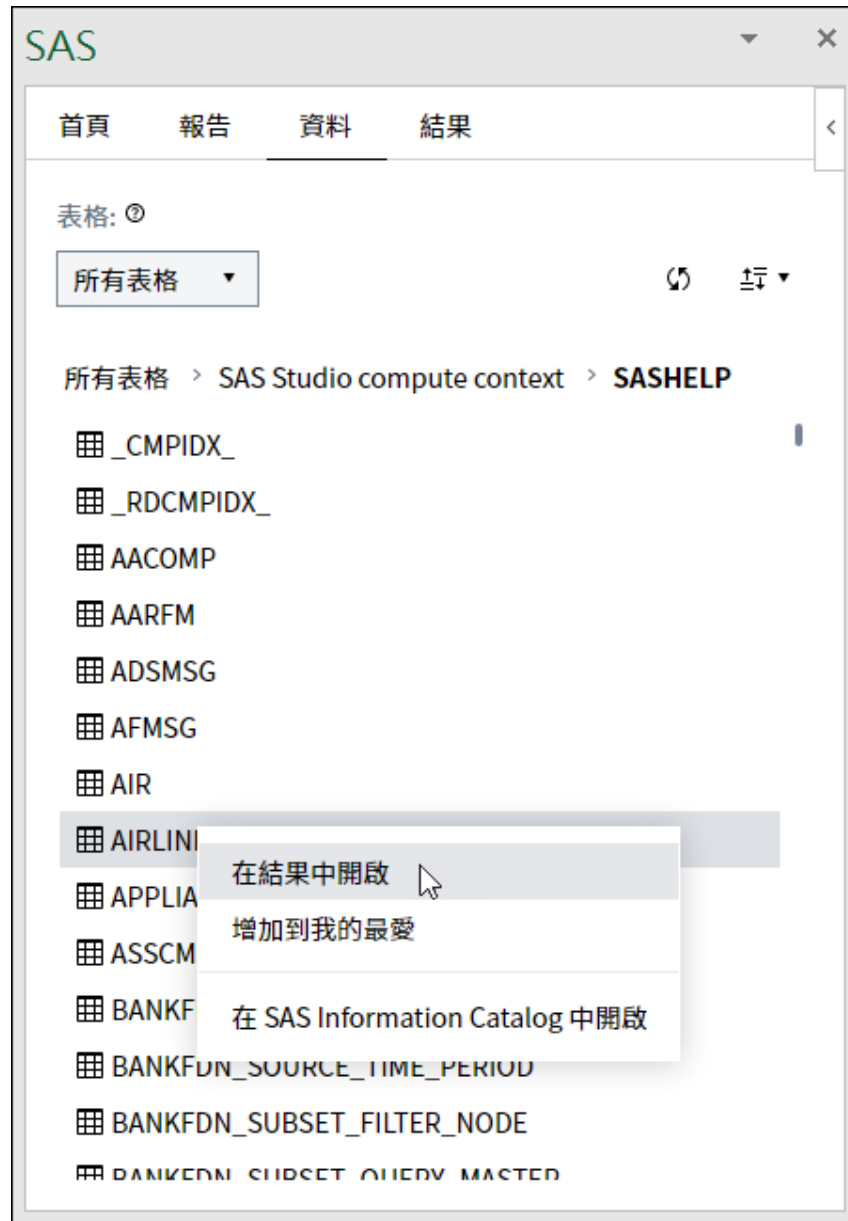 SAS
首頁 報告 資料 結果
表格:
所有表格
所有表格 > SAS Studio compute context > SASHELP
_CMPIDX_
_RDCMPIDX_
AACOMP
AARFM
ADSMSG
AFMSG
AIR
在結果中開啟
增加到我的最愛
在 SAS Information Catalog 中開啟
BANKFDN_SOURCE_TIME_PERIOD
BANKFDN_SUBSET_FILTER_NODE
BANKFDN_SUBSET_QUERY_MASTER